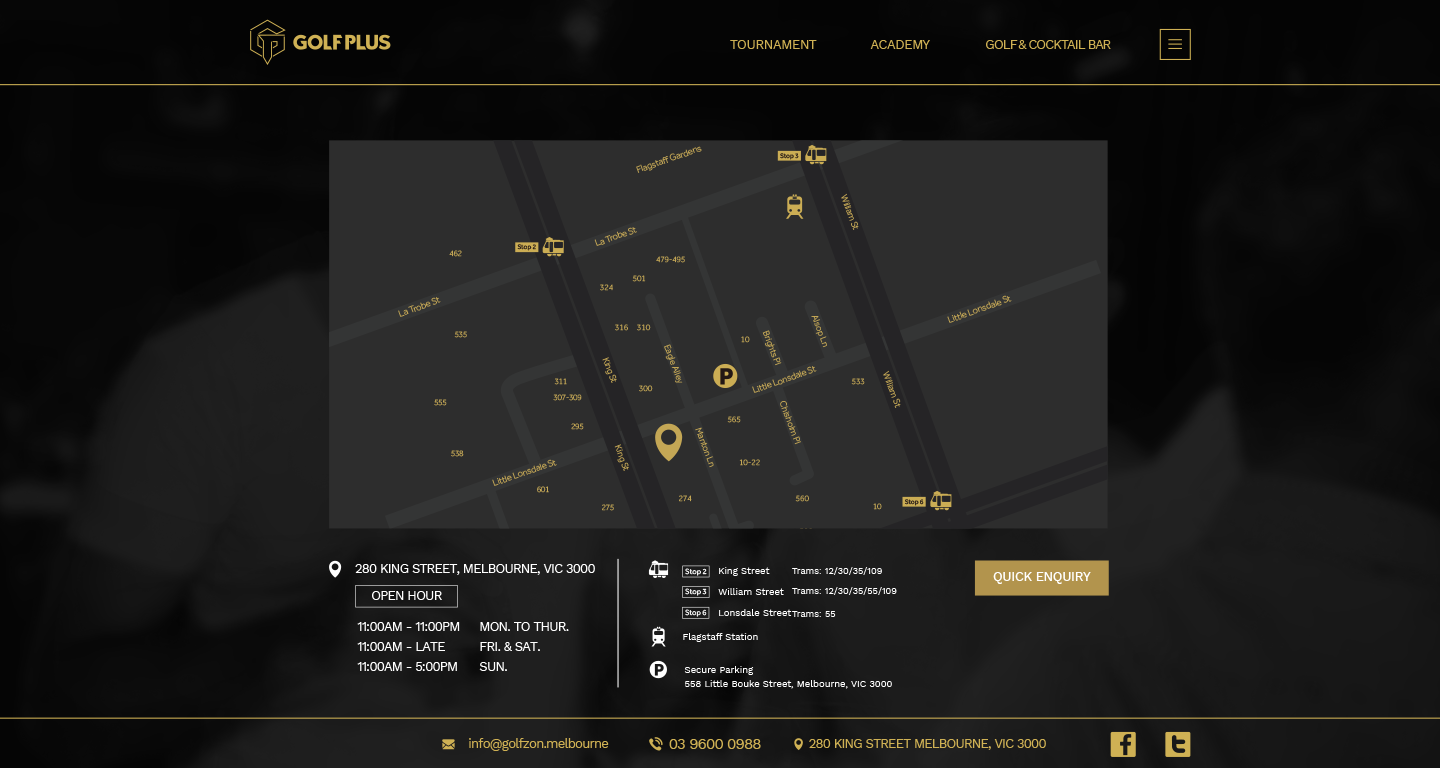 GOLF PLUS
TOURNAMENT
ACADEMY
GOLF & COCKTAIL BAR
Flagstaff Gardens
Stop 3
William St
La Trobe St
Stop 2
462
479-495
501
324
La Trobe St
Little Lonsdale St
316
310
535
10
Brights Pl
Alsop Ln
Eagle Alley
King St
P
311
307-309
300
Little Lonsdale St
533
William St
555
295
565
Chisholm Pl
538
King St
Manton Ln
10-22
Little Lonsdale St
601
275
274
560
10
Stop 6
280 KING STREET, MELBOURNE, VIC 3000
OPEN HOUR
11:00AM - 11:00PM MON. TO THUR.
11:00AM - LATE FRI. & SAT.
11:00AM - 5:00PM SUN.
Stop 2 King Street Trams: 12/30/35/109
Stop 3 William Street Trams: 12/30/35/55/109
Stop 6 Lonsdale Street Trams: 55
Flagstaff Station
P Secure Parking
558 Little Bouke Street, Melbourne, VIC 3000
QUICK ENQUIRY
info@golfzon.melbourne
03 9600 0988
280 KING STREET MELBOURNE, VIC 3000